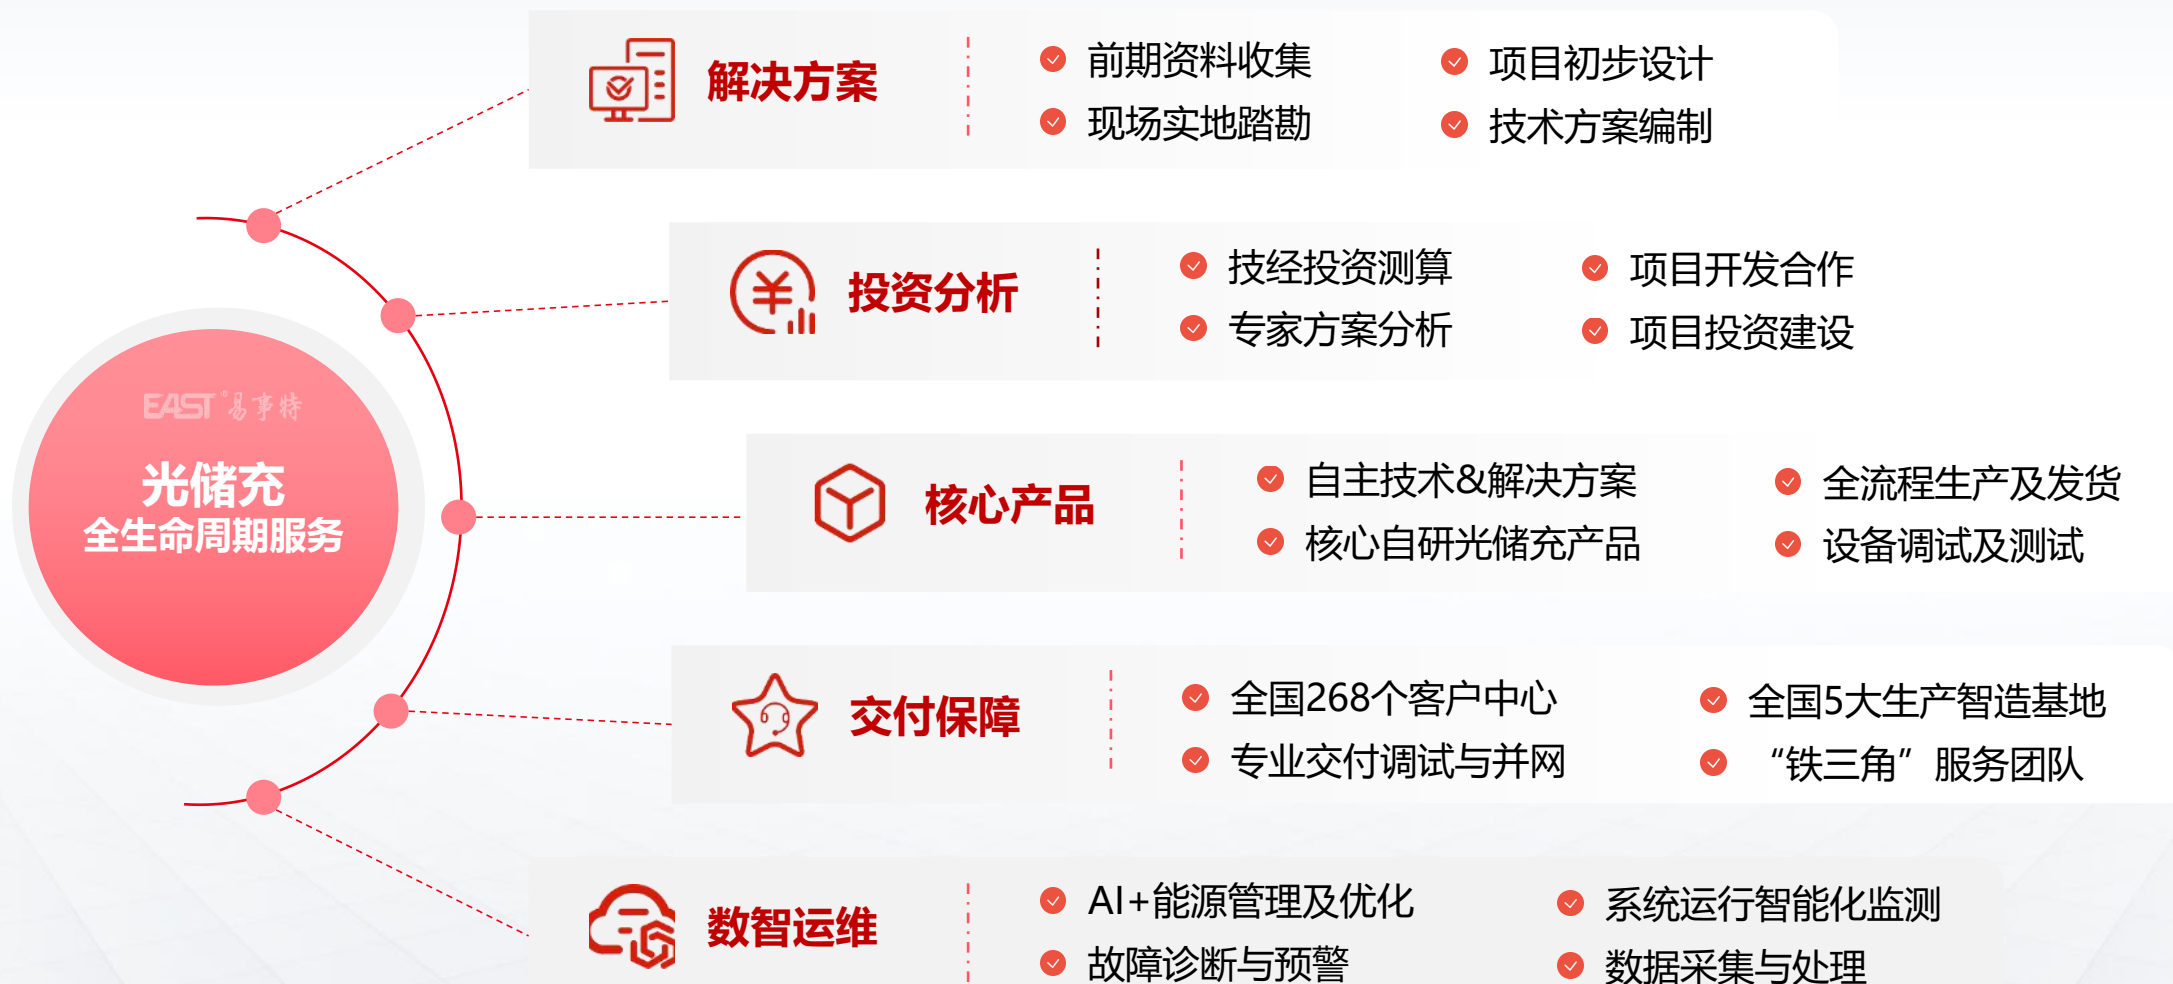 EAST®易事特
光储充
全生命周期服务
解决方案
前期资料收集
项目初步设计
现场实地踏勘
技术方案编制
投资分析
技经投资测算
项目开发合作
专家方案分析
项目投资建设
核心产品
自主技术&解决方案
全流程生产及发货
核心自研光储充产品
设备调试及测试
交付保障
全国268个客户中心
全国5大生产智造基地
专业交付调试与并网
“铁三角”服务团队
数智运维
AI+能源管理及优化
系统运行智能化监测
故障诊断与预警
数据采集与处理